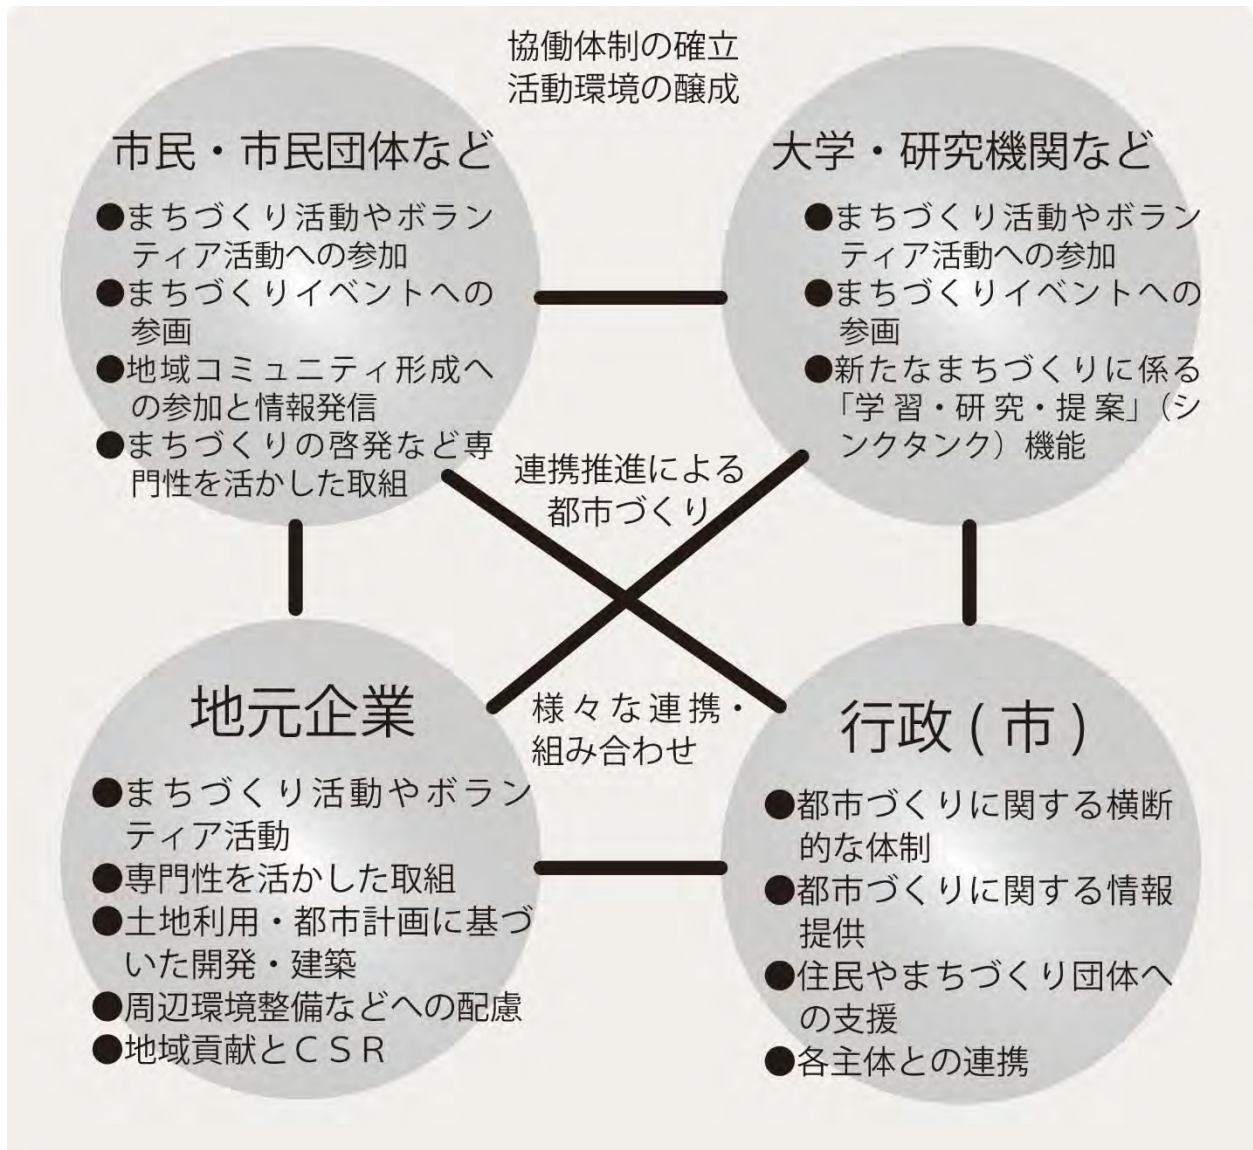 協働体制の確立
活動環境の醸成
市民・市民団体など
●まちづくり活動やボラン
ティア活動への参加
●まちづくりイベントへの
参画
●地域コミュニティ形成へ
の参加と情報発信
●まちづくりの啓発など専
門性を活かした取組
大学・研究機関など
●まちづくり活動やボラン
ティア活動への参加
●まちづくりイベントへの
参画
●新たなまちづくりに係る
「学習・研究・提案」（シ
ンクタンク）機能
連携推進による
都市づくり
様々な連携・
組み合わせ
地元企業
●まちづくり活動やボラン
ティア活動
●専門性を活かした取組
●土地利用・都市計画に基づ
いた開発・建築
●周辺環境整備などへの配慮
●地域貢献とＣＳＲ
行政(市)
●都市づくりに関する横断
的な体制
●都市づくりに関する情報
提供
●住民やまちづくり団体へ
の支援
●各主体との連携